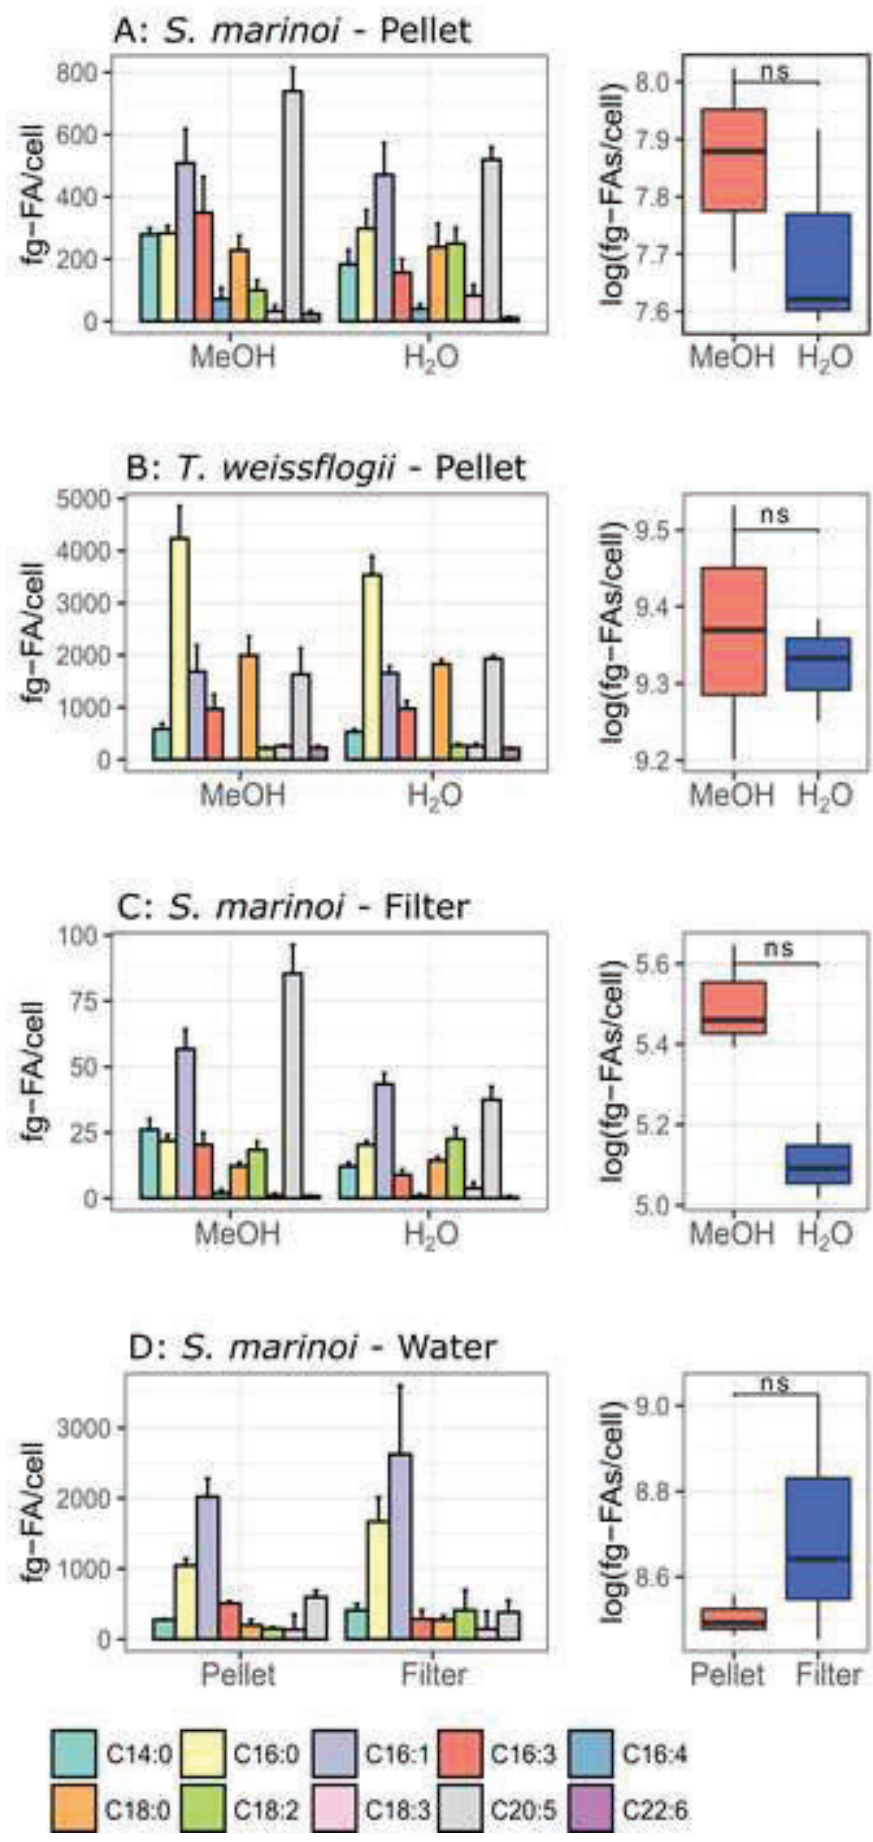 A: S. marinoi - Pellet
fg-FA/cell
800
600
400
200
0
MeOH H₂O
log(fg-FAs/cell)
8.0
7.9
7.8
7.7
7.6
ns
MeOH H₂O
B: T. weissflogii - Pellet
fg-FA/cell
5000
4000
3000
2000
1000
0
MeOH H₂O
log(fg-FAs/cell)
9.5
9.4
9.3
9.2
ns
MeOH H₂O
C: S. marinoi - Filter
fg-FA/cell
100
75
50
25
0
MeOH H₂O
log(fg-FAs/cell)
5.6
5.4
5.2
5.0
ns
MeOH H₂O
D: S. marinoi - Water
fg-FA/cell
3000
2000
1000
0
Pellet Filter
log(fg-FAs/cell)
9.0
8.8
8.6
ns
Pellet Filter
C14:0 C16:0 C16:1 C16:3 C16:4
C18:0 C18:2 C18:3 C20:5 C22:6